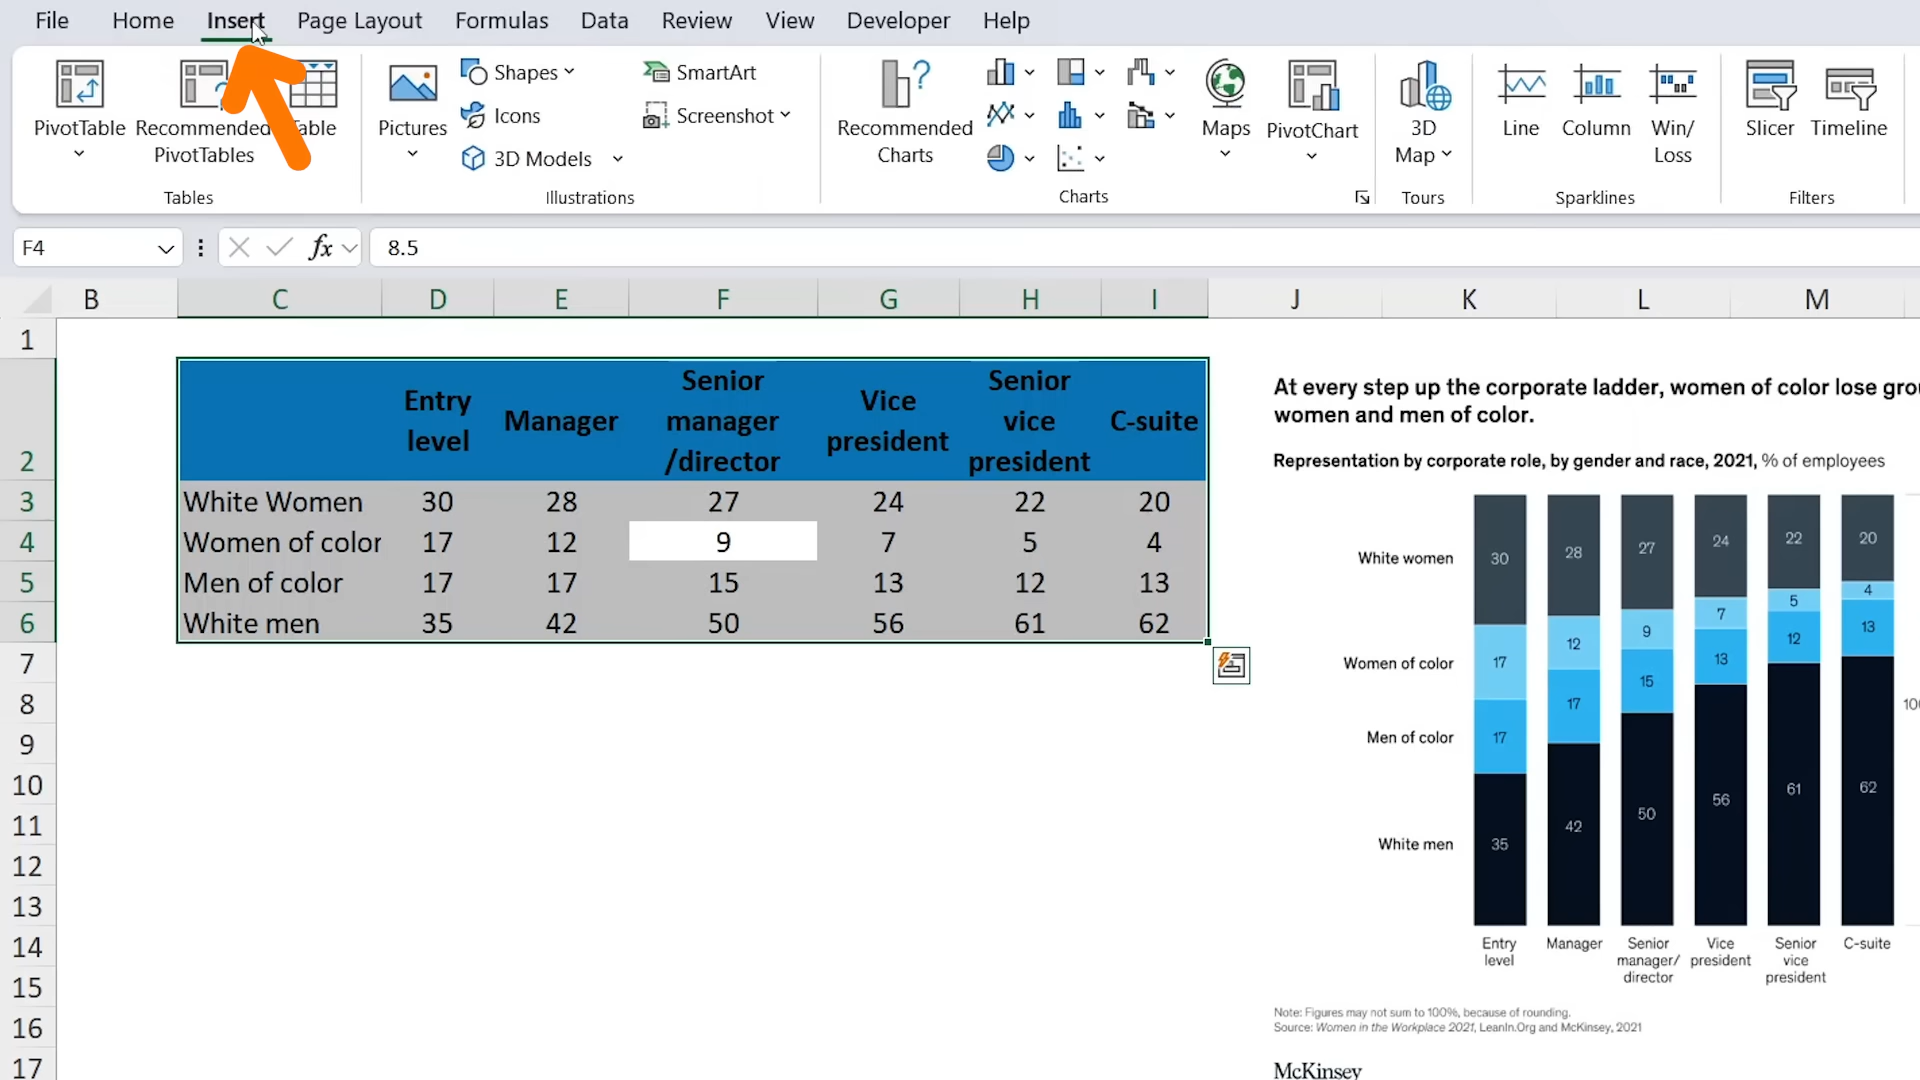 File Home Insert Page Layout Formulas Data Review View Developer Help
PivotTable Recommended PivotTables Table
Tables
Pictures Shapes Icons 3D Models SmartArt Screenshot
Illustrations
Recommended Charts Maps PivotChart
Charts
3D Map
Tours
Line Column Win/ Loss
Sparklines
Slicer Timeline
Filters
F4 fx 8.5
B C D E F G H I J K L M
1
2 Entry level Manager Senior manager /director Vice president Senior vice president C-suite
3 White Women 30 28 27 24 22 20
4 Women of color 17 12 9 7 5 4
5 Men of color 17 17 15 13 12 13
6 White men 35 42 50 56 61 62
7
8
9
10
11
12
13
14
15
16
17
At every step up the corporate ladder, women of color lose
women and men of color.
Representation by corporate role, by gender and race, 2021, % of employees
White women 30 28 27 24 22 20
Women of color 17 12 9 7 5 4
Men of color 17 17 15 13 12 13
White men 35 42 50 56 61 62
Entry level Manager Senior manager/ director Vice president Senior vice president C-suite
Note: Figures may not sum to 100%, because of rounding.
Source: Women in the Workplace 2021, LeanIn.Org and McKinsey, 2021
McKinsey